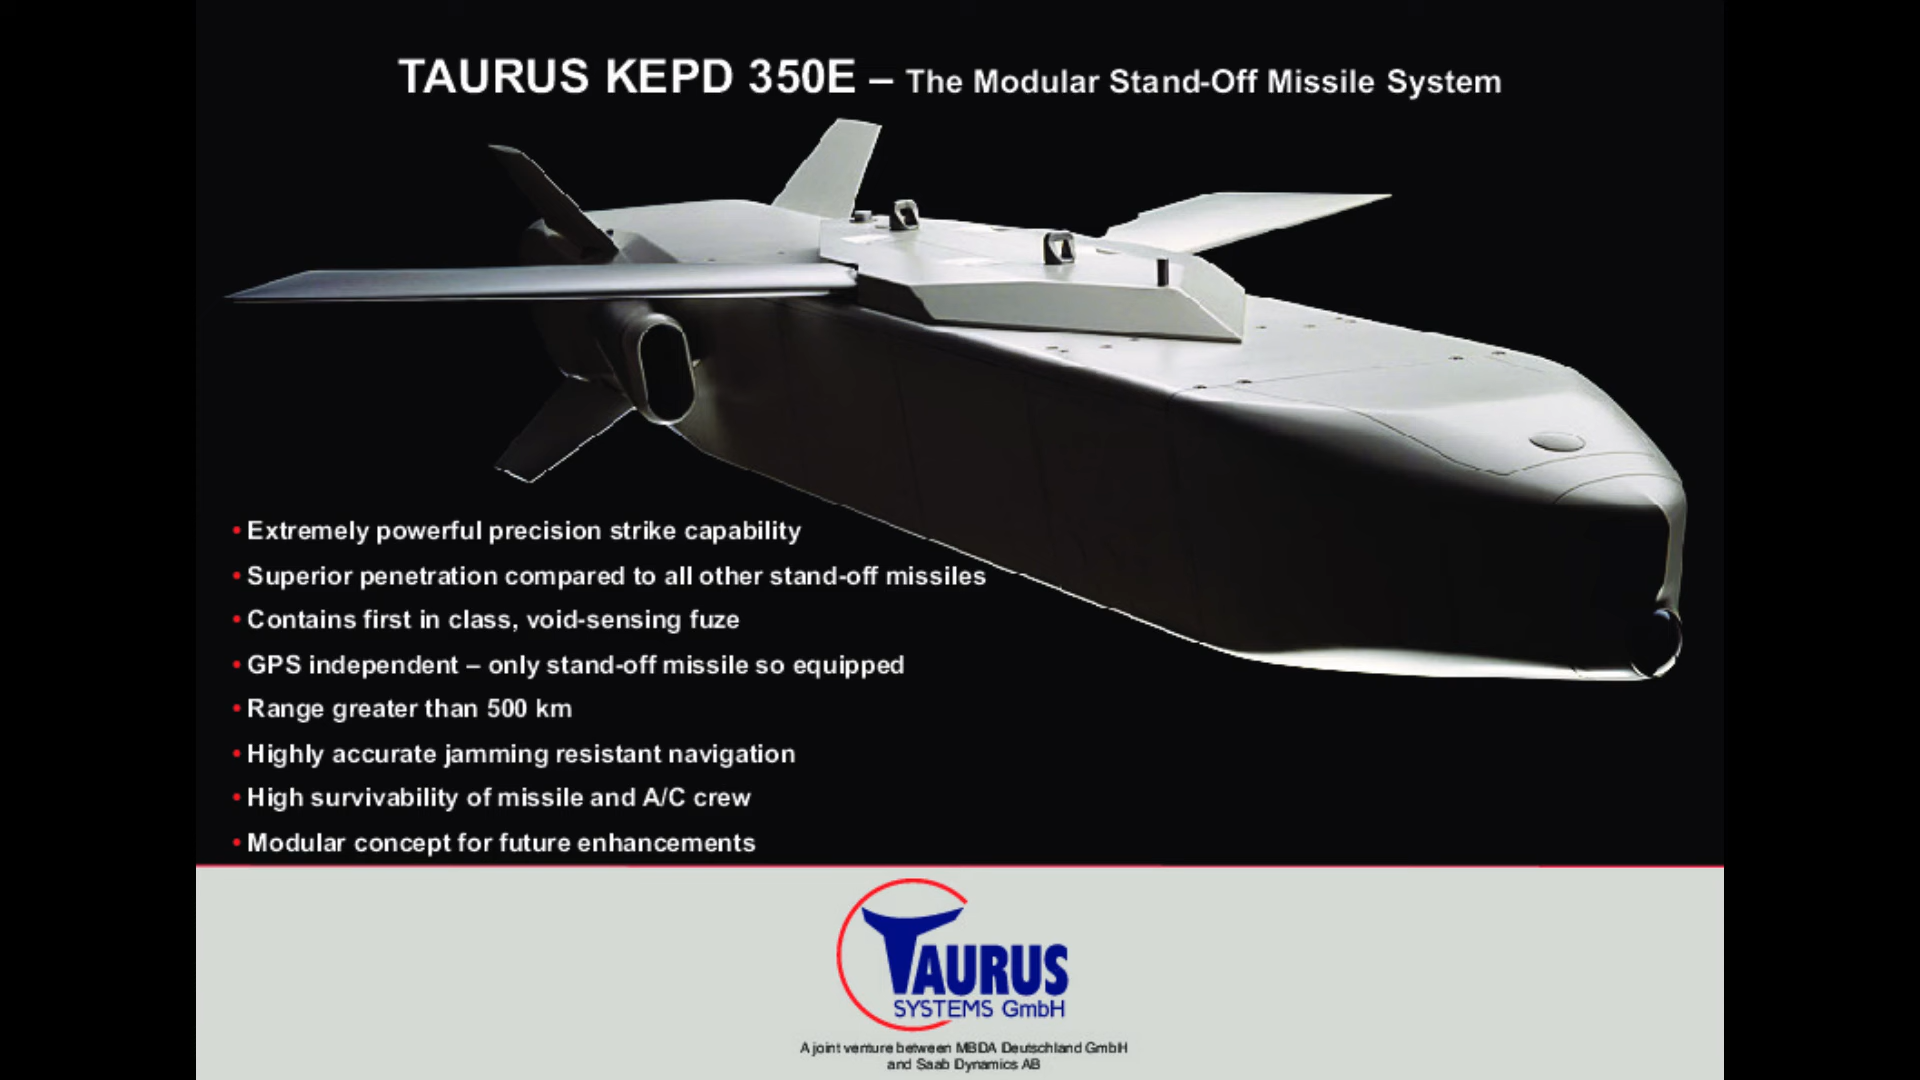 TAURUS KEPD 350E – The Modular Stand-Off Missile System
• Extremely powerful precision strike capability
• Superior penetration compared to all other stand-off missiles
• Contains first in class, void-sensing fuze
• GPS independent – only stand-off missile so equipped
• Range greater than 500 km
• Highly accurate jamming resistant navigation
• High survivability of missile and A/C crew
• Modular concept for future enhancements
TAURUS
SYSTEMS GmbH
A joint venture between MBDA Deutschland GmbH
and Saab Dynamics AB